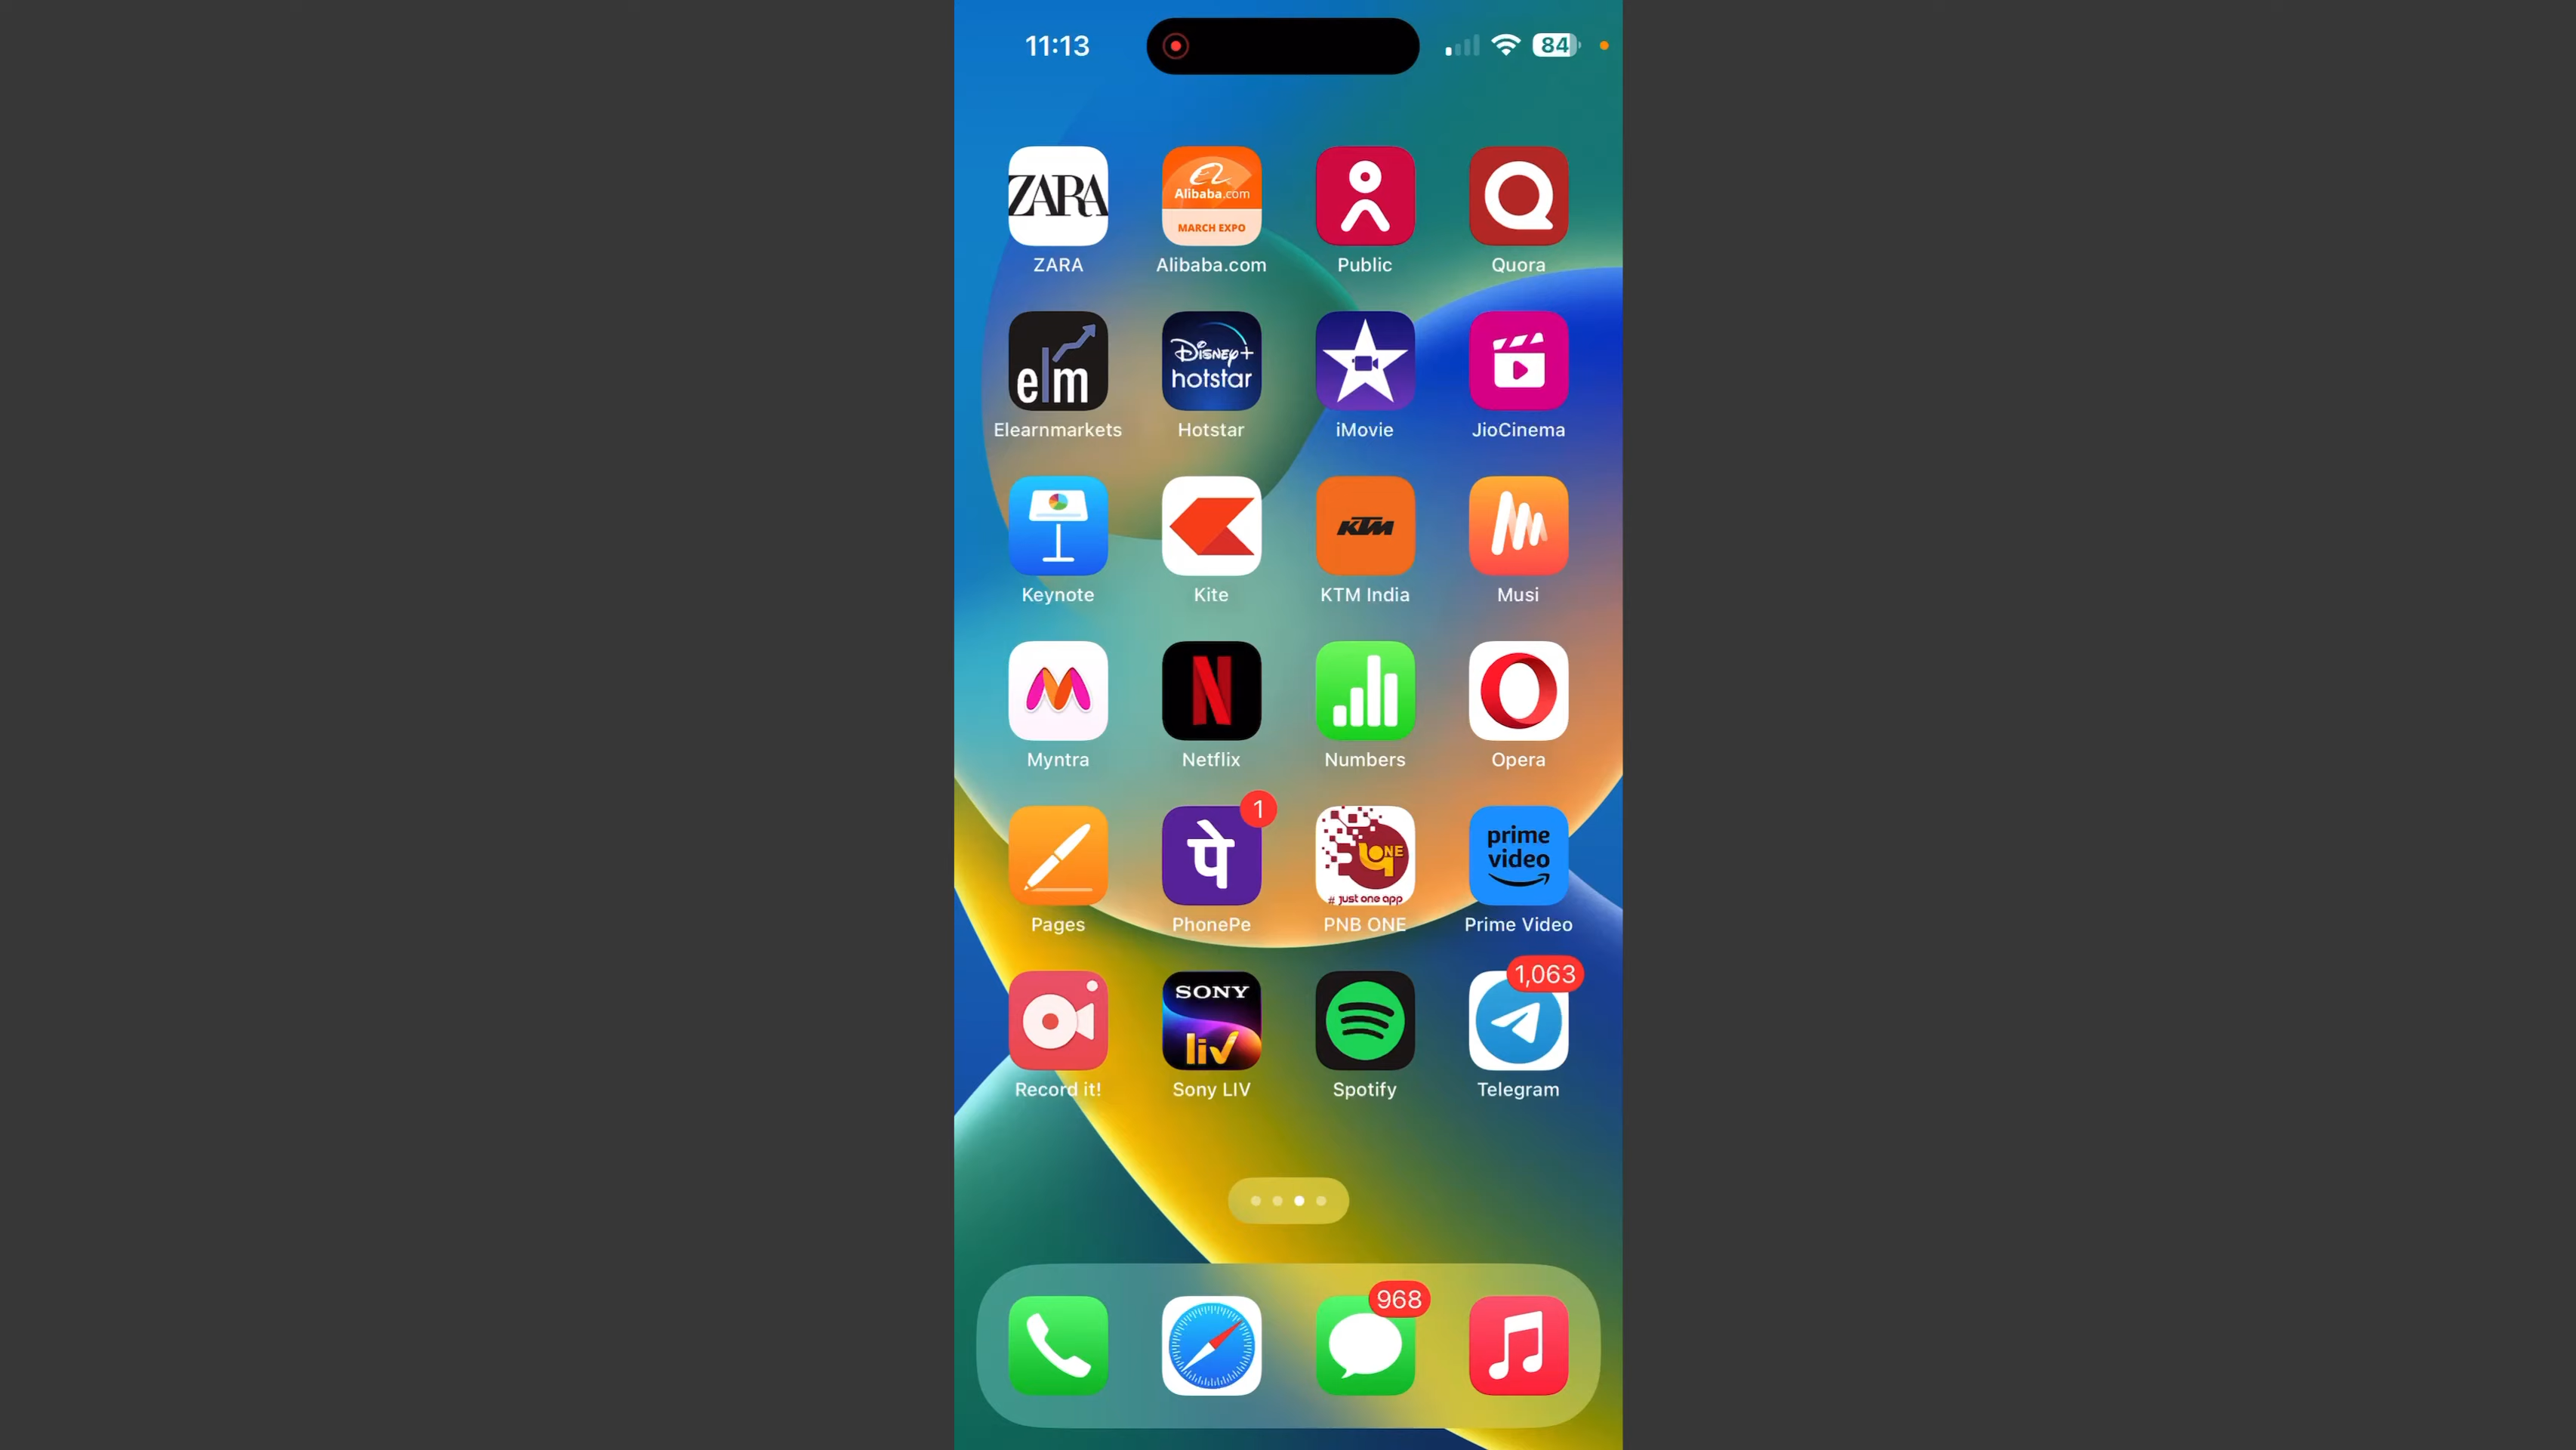 11:13
84
ZARA
Alibaba.com
MARCH EXPO
ZARA
Alibaba.com
Public
Quora
elm
Disney+
hotstar
Elearnmarkets
Hotstar
iMovie
JioCinema
KTM
Keynote
Kite
KTM India
Musi
N
Myntra
Netflix
Numbers
Opera
1
पे
ONE
# just one app
prime
video
Pages
PhonePe
PNB ONE
Prime Video
1,063
SONY
liv
Record it!
Sony LIV
Spotify
Telegram
968